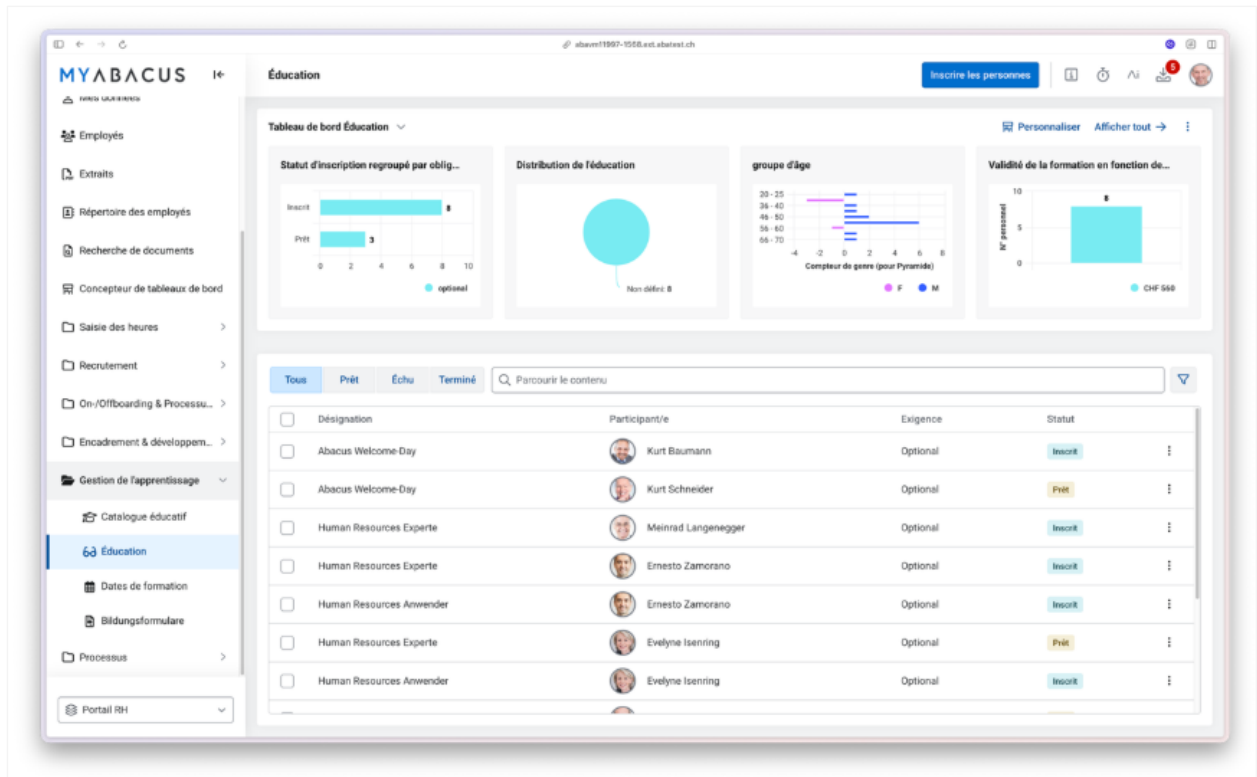 abavm11997-1558.ext.abatest.ch
MYABACUS
Éducation
Inscrire les personnes
5
Mes données
Employés
Extraits
Répertoire des employés
Recherche de documents
Concepteur de tableaux de bord
Saisie des heures
Recrutement
On-/Offboarding & Processu...
Encadrement & développem...
Gestion de l'apprentissage
Catalogue éducatif
Éducation
Dates de formation
Bildungsformulare
Processus
Portail RH
Tableau de bord Éducation
Personnaliser
Afficher tout
Statut d'inscription regroupé par oblig...
Inscrit
8
Prêt
3
0 2 4 6 8 10
optional
Distribution de l'éducation
Non défini: 8
groupe d'âge
20 - 25
36 - 40
46 - 50
56 - 60
66 - 70
-4 -2 0 2 4 6 8
Compteur de genre (pour Pyramide)
F M
Validité de la formation en fonction de...
N° personnel
10
5
0
8
CHF 560
Tous Prêt Échu Terminé
Parcourir le contenu
Désignation Participant/e Exigence Statut
Abacus Welcome-Day Kurt Baumann Optional Inscrit
Abacus Welcome-Day Kurt Schneider Optional Prêt
Human Resources Experte Meinrad Langenegger Optional Inscrit
Human Resources Experte Ernesto Zamorano Optional Inscrit
Human Resources Anwender Ernesto Zamorano Optional Inscrit
Human Resources Experte Evelyne Isenring Optional Prêt
Human Resources Anwender Evelyne Isenring Optional Inscrit